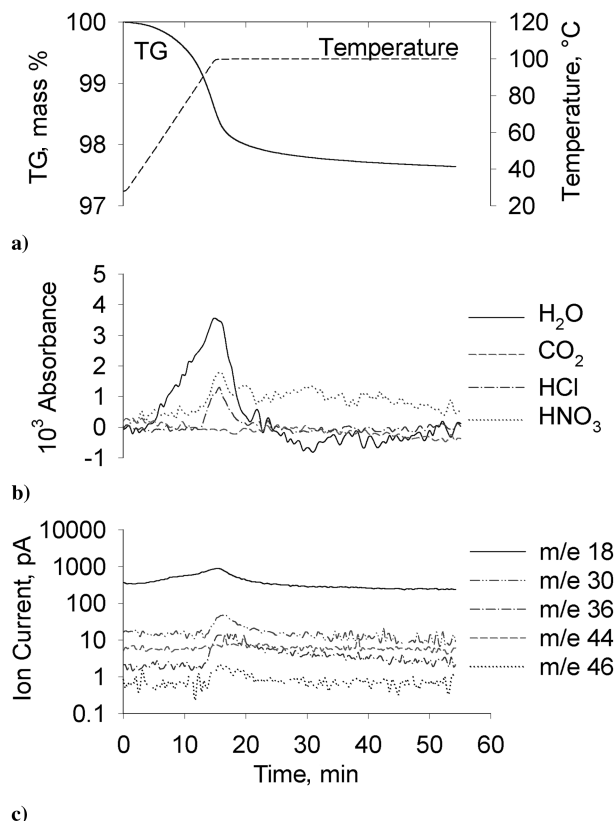 100
99
98
97
TG, mass %
TG
Temperature
120
100
80
60
40
20
Temperature, °C
a)
5
4
3
2
1
0
-1
10³ Absorbance
H₂O
CO₂
HCl
HNO₃
b)
10000
1000
100
10
1
0.1
Ion Current, pA
m/e 18
m/e 30
m/e 36
m/e 44
m/e 46
0 10 20 30 40 50 60
Time, min
c)